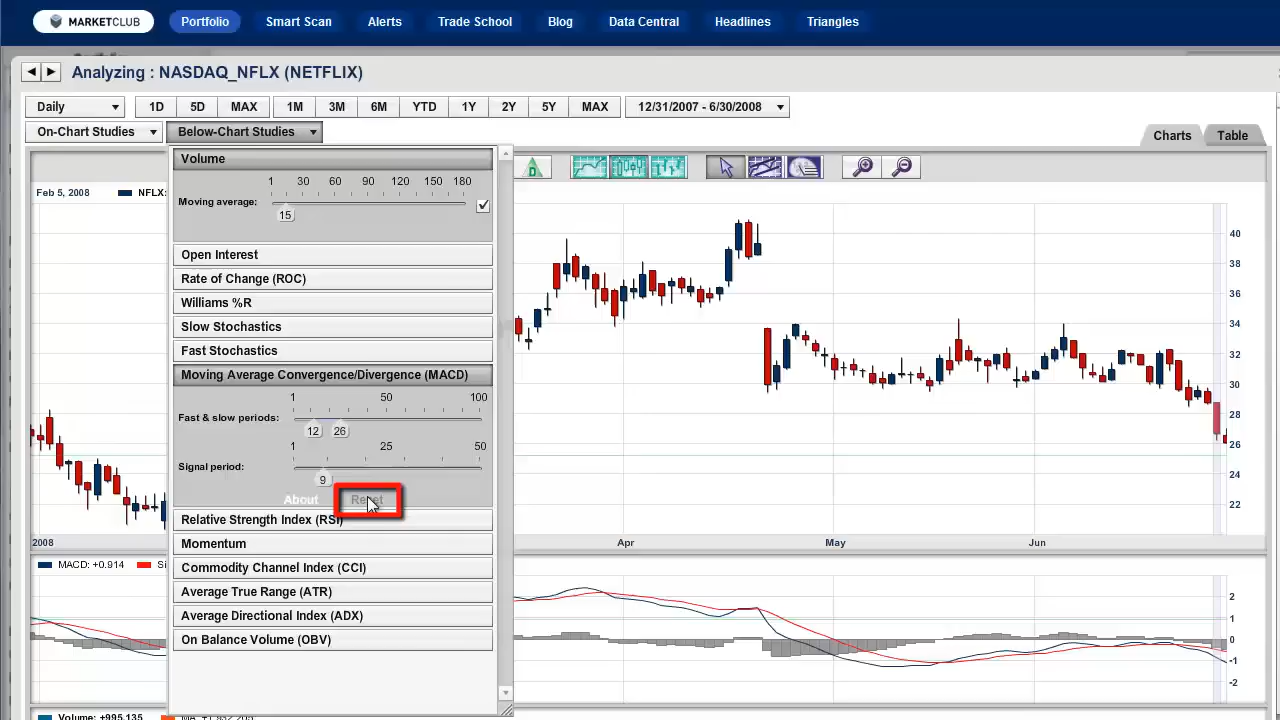 MARKETCLUB Portfolio Smart Scan Alerts Trade School Blog Data Central Headlines Triangles
Analyzing : NASDAQ_NFLX (NETFLIX)
Daily 1D 5D MAX 1M 3M 6M YTD 1Y 2Y 5Y MAX 12/31/2007 - 6/30/2008
On-Chart Studies Below-Chart Studies Charts Table
Volume
D
1 30 60 90 120 150 180
Feb 5, 2008 NFLX:
Moving average:
15
Open Interest
Rate of Change (ROC)
Williams %R
Slow Stochastics
Fast Stochastics
Moving Average Convergence/Divergence (MACD)
1 50 100
Fast & slow periods:
12 26
1 25 50
Signal period:
9
About Reset
Relative Strength Index (RSI)
Momentum
Commodity Channel Index (CCI)
Average True Range (ATR)
Average Directional Index (ADX)
On Balance Volume (OBV)
40
38
36
34
32
30
28
26
24
22
2008 Apr May Jun
MACD: +0.914
2
1
0
-1
-2
Volume: +995,135